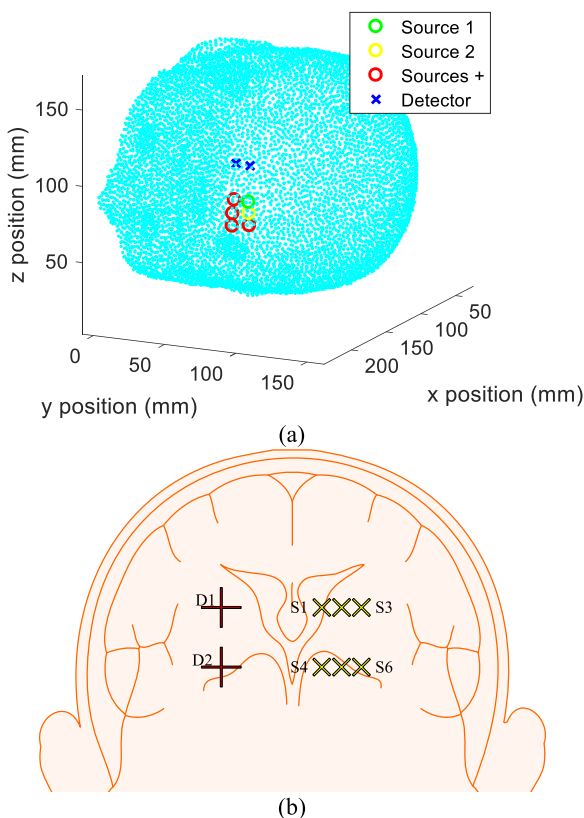 Source 1
Source 2
Sources +
Detector
z position (mm)
150
100
50
0
50
100
150
y position (mm)
200
150
100
50
x position (mm)
(a)
D1
S1
S3
D2
S4
S6
(b)